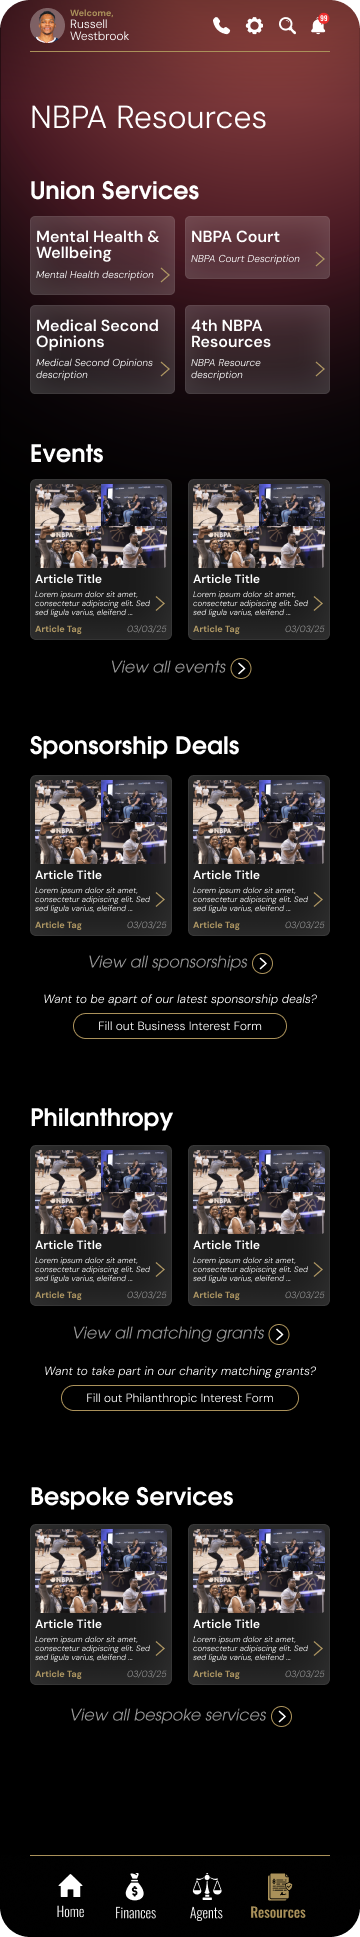 Welcome,
Russell
Westbrook
99
NBPA Resources
Union Services
Mental Health &
Wellbeing
Mental Health description
NBPA Court
NBPA Court Description
Medical Second
Opinions
Medical Second Opinions
description
4th NBPA
Resources
NBPA Resource
description
Events
NBPA
NBPA
Article Title
Lorem ipsum dolor sit amet,
consectetur adipiscing elit. Sed
sed ligula varius, eleifend ...
Article Tag 03/03/25
Article Title
Lorem ipsum dolor sit amet,
consectetur adipiscing elit. Sed
sed ligula varius, eleifend ...
Article Tag 03/03/25
View all events
Sponsorship Deals
NBPA
NBPA
Article Title
Lorem ipsum dolor sit amet,
consectetur adipiscing elit. Sed
sed ligula varius, eleifend ...
Article Tag 03/03/25
Article Title
Lorem ipsum dolor sit amet,
consectetur adipiscing elit. Sed
sed ligula varius, eleifend ...
Article Tag 03/03/25
View all sponsorships
Want to be apart of our latest sponsorship deals?
Fill out Business Interest Form
Philanthropy
NBPA
NBPA
Article Title
Lorem ipsum dolor sit amet,
consectetur adipiscing elit. Sed
sed ligula varius, eleifend ...
Article Tag 03/03/25
Article Title
Lorem ipsum dolor sit amet,
consectetur adipiscing elit. Sed
sed ligula varius, eleifend ...
Article Tag 03/03/25
View all matching grants
Want to take part in our charity matching grants?
Fill out Philanthropic Interest Form
Bespoke Services
NBPA
NBPA
Article Title
Lorem ipsum dolor sit amet,
consectetur adipiscing elit. Sed
sed ligula varius, eleifend ...
Article Tag 03/03/25
Article Title
Lorem ipsum dolor sit amet,
consectetur adipiscing elit. Sed
sed ligula varius, eleifend ...
Article Tag 03/03/25
View all bespoke services
Home
Finances
Agents
Resources